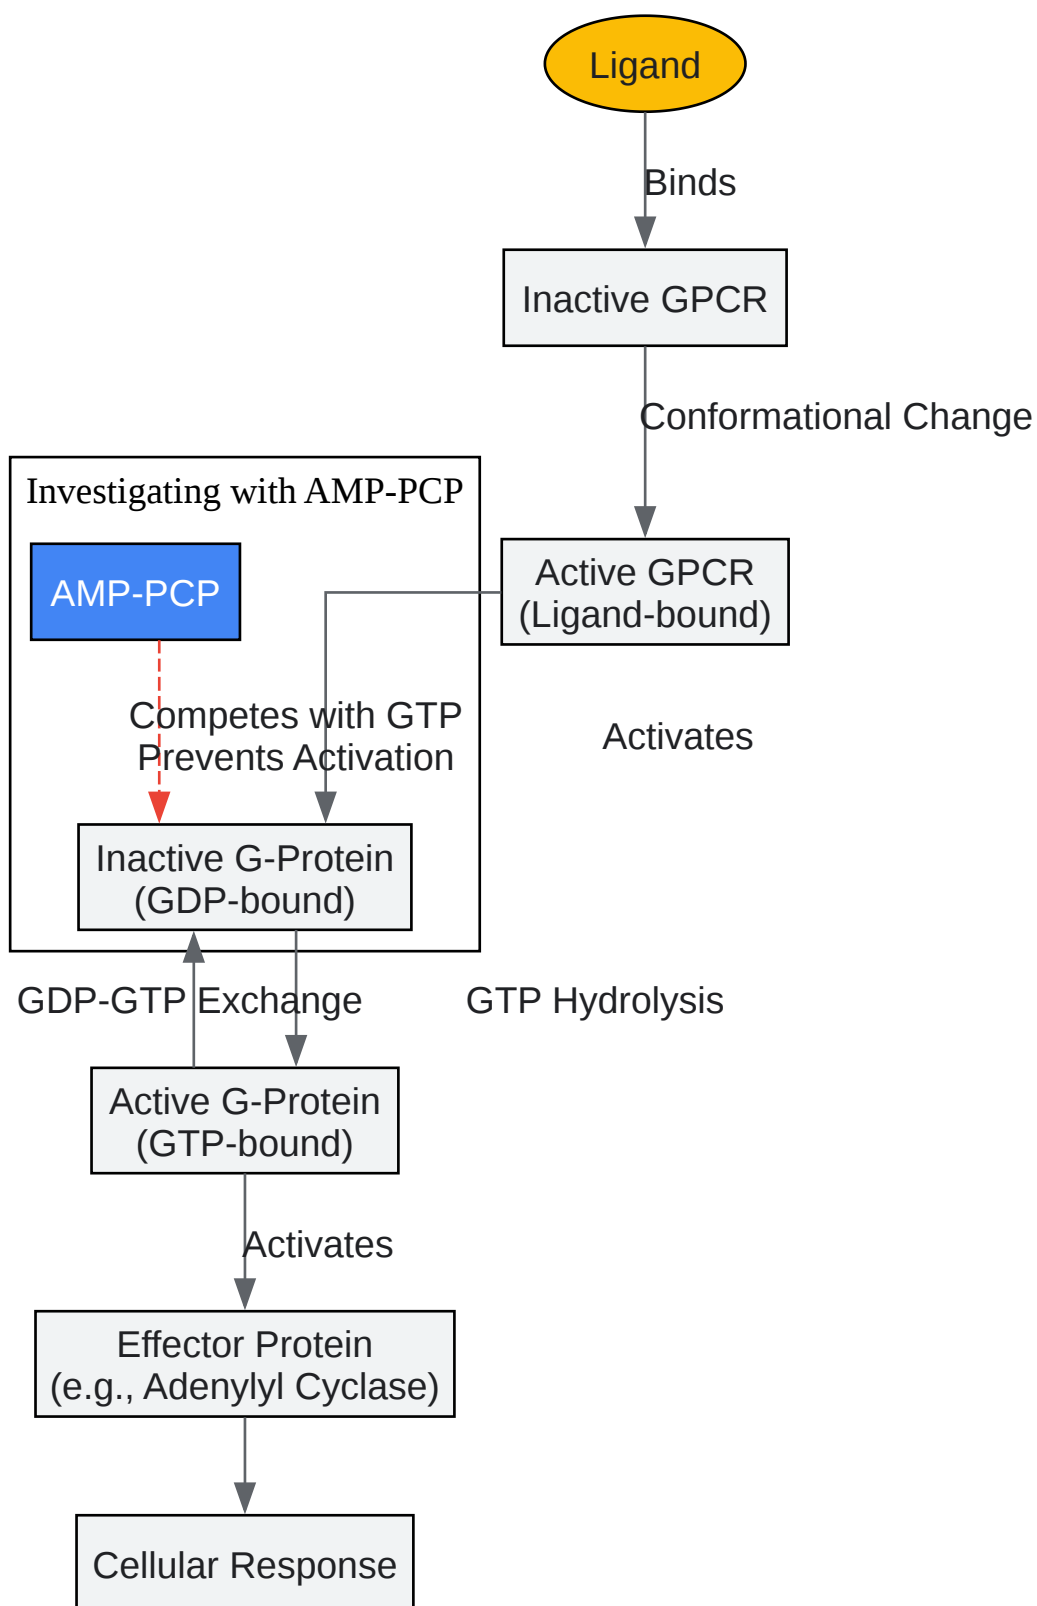 Ligand
Binds
Inactive GPCR
Conformational Change
Investigating with AMP-PCP
AMP-PCP
Active GPCR
(Ligand-bound)
Competes with GTP
Prevents Activation
Activates
Inactive G-Protein
(GDP-bound)
GDP-GTP Exchange
GTP Hydrolysis
Active G-Protein
(GTP-bound)
Activates
Effector Protein
(e.g., Adenylyl Cyclase)
Cellular Response